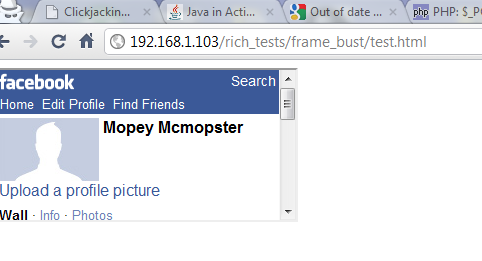 Clickjacking
Java in Acti
Out of date
PHP: $_P
192.168.1.103/rich_tests/frame_bust/test.html
facebook
Search
Home Edit Profile Find Friends
Mopey Mcmopster
Upload a profile picture
Wall · Info · Photos